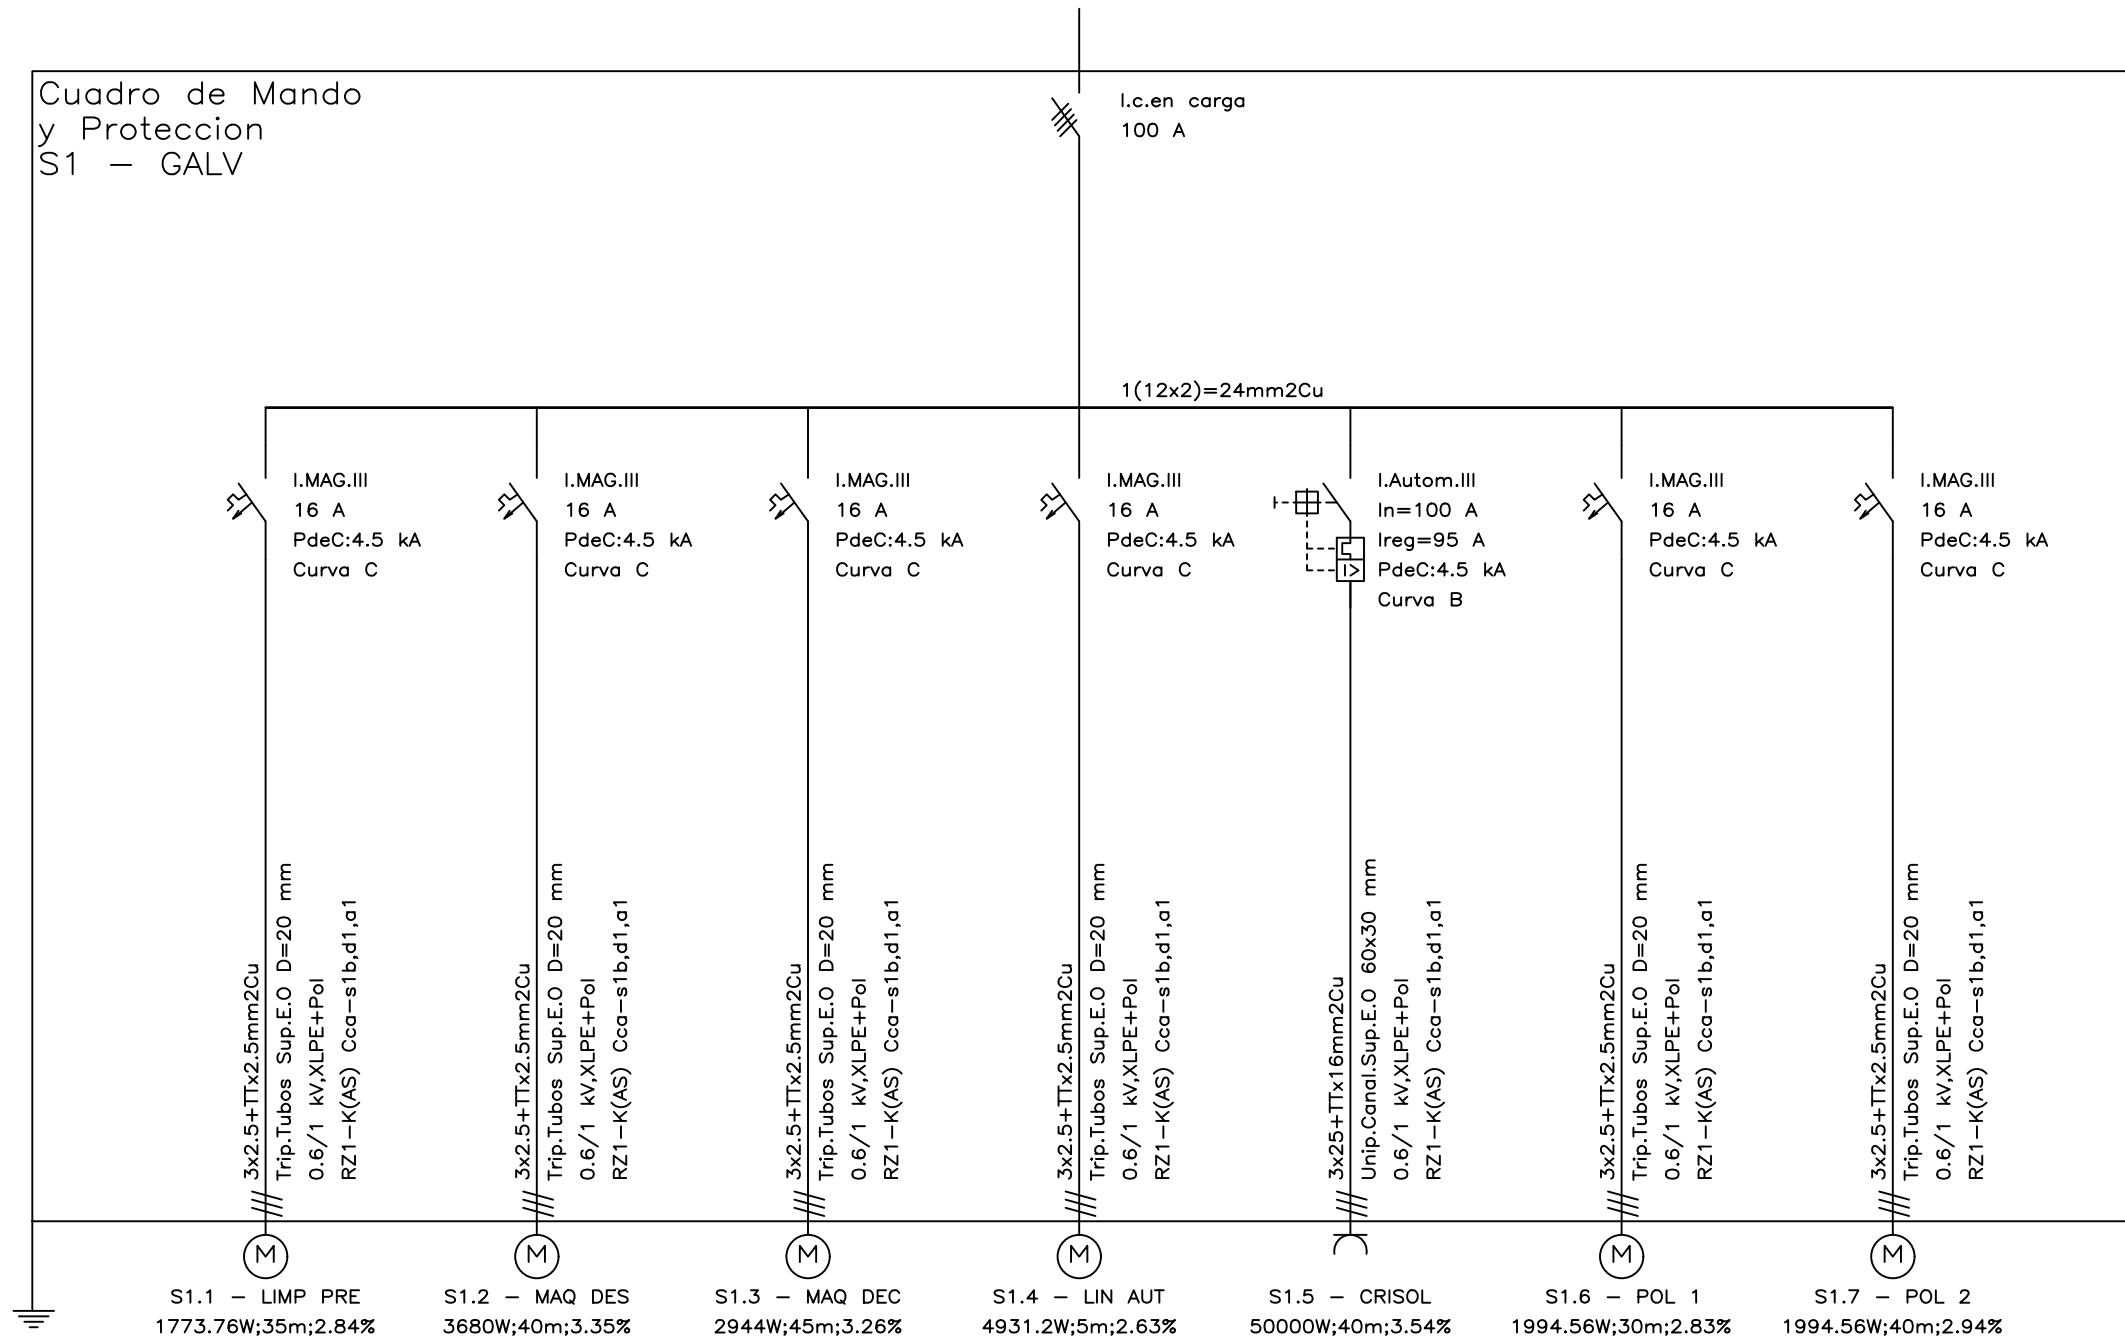 Cuadro de Mando
y Proteccion
S1 - GALV
I.c.en carga
100 A
1(12x2)=24mm2Cu
I.MAG.III
16 A
PdeC:4.5 kA
Curva C
I.MAG.III
16 A
PdeC:4.5 kA
Curva C
I.MAG.III
16 A
PdeC:4.5 kA
Curva C
I.MAG.III
16 A
PdeC:4.5 kA
Curva C
I.Autom.III
In=100 A
Ireg=95 A
PdeC:4.5 kA
Curva B
I>
I.MAG.III
16 A
PdeC:4.5 kA
Curva C
I.MAG.III
16 A
PdeC:4.5 kA
Curva C
3x2.5+TTx2.5mm2Cu
Trip.Tubos Sup.E.O D=20 mm
0.6/1 kV,XLPE+Pol
RZ1-K(AS) Cca-s1b,d1,a1
3x2.5+TTx2.5mm2Cu
Trip.Tubos Sup.E.O D=20 mm
0.6/1 kV,XLPE+Pol
RZ1-K(AS) Cca-s1b,d1,a1
3x2.5+TTx2.5mm2Cu
Trip.Tubos Sup.E.O D=20 mm
0.6/1 kV,XLPE+Pol
RZ1-K(AS) Cca-s1b,d1,a1
3x2.5+TTx2.5mm2Cu
Trip.Tubos Sup.E.O D=20 mm
0.6/1 kV,XLPE+Pol
RZ1-K(AS) Cca-s1b,d1,a1
3x25+TTx16mm2Cu
Unip.Canal.Sup.E.O 60x30 mm
0.6/1 kV,XLPE+Pol
RZ1-K(AS) Cca-s1b,d1,a1
3x2.5+TTx2.5mm2Cu
Trip.Tubos Sup.E.O D=20 mm
0.6/1 kV,XLPE+Pol
RZ1-K(AS) Cca-s1b,d1,a1
3x2.5+TTx2.5mm2Cu
Trip.Tubos Sup.E.O D=20 mm
0.6/1 kV,XLPE+Pol
RZ1-K(AS) Cca-s1b,d1,a1
M
M
M
M
M
M
S1.1 - LIMP PRE
1773.76W;35m;2.84%
S1.2 - MAQ DES
3680W;40m;3.35%
S1.3 - MAQ DEC
2944W;45m;3.26%
S1.4 - LIN AUT
4931.2W;5m;2.63%
S1.5 - CRISOL
50000W;40m;3.54%
S1.6 - POL 1
1994.56W;30m;2.83%
S1.7 - POL 2
1994.56W;40m;2.94%